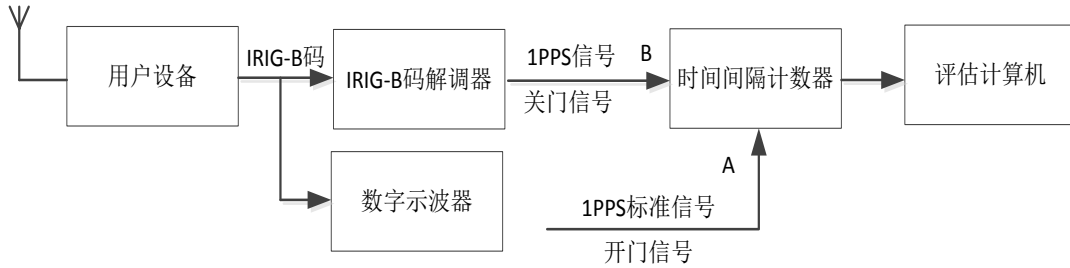 用户设备
IRIG-B码
IRIG-B码解调器
1PPS信号
B
关门信号
时间间隔计数器
评估计算机
数字示波器
A
1PPS标准信号
开门信号